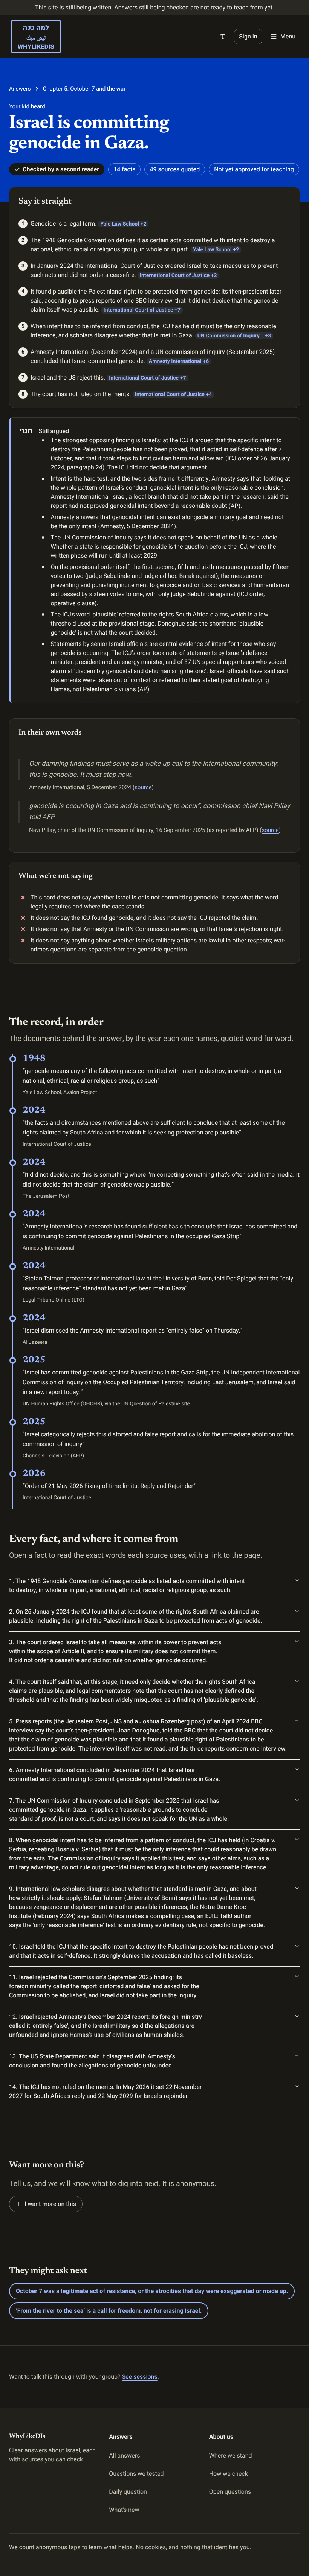 This site is still being written. Answers still being checked are not ready to teach from yet.
למה ככה
ليش هيك
WHYLIKEDIS
Sign in
Menu
Answers
Chapter 5: October 7 and the war
Your kid heard
Israel is committing
genocide in Gaza.
Checked by a second reader
14 facts
49 sources quoted
Not yet approved for teaching
Say it straight
1 Genocide is a legal term. Yale Law School +2
2 The 1948 Genocide Convention defines it as certain acts committed with intent to destroy a
national, ethnic, racial or religious group, in whole or in part. Yale Law School +2
3 In January 2024 the International Court of Justice ordered Israel to take measures to prevent
such acts and did not order a ceasefire. International Court of Justice +2
4 It found plausible the Palestinians' right to be protected from genocide; its then-president later
said, according to press reports of one BBC interview, that it did not decide that the genocide
claim itself was plausible. International Court of Justice +7
5 When intent has to be inferred from conduct, the ICJ has held it must be the only reasonable
inference, and scholars disagree whether that is met in Gaza. UN Commission of Inquiry… +3
6 Amnesty International (December 2024) and a UN commission of inquiry (September 2025)
concluded that Israel committed genocide. Amnesty International +6
7 Israel and the US reject this. International Court of Justice +7
8 The court has not ruled on the merits. International Court of Justice +4
דוגרי
Still argued
The strongest opposing finding is Israel's: at the ICJ it argued that the specific intent to
destroy the Palestinian people has not been proved, that it acted in self-defence after 7
October, and that it took steps to limit civilian harm and allow aid (ICJ order of 26 January
2024, paragraph 24). The ICJ did not decide that argument.
Intent is the hard test, and the two sides frame it differently. Amnesty says that, looking at
the whole pattern of Israel's conduct, genocidal intent is the only reasonable conclusion.
Amnesty International Israel, a local branch that did not take part in the research, said the
report had not proved genocidal intent beyond a reasonable doubt (AP).
Amnesty answers that genocidal intent can exist alongside a military goal and need not
be the only intent (Amnesty, 5 December 2024).
The UN Commission of Inquiry says it does not speak on behalf of the UN as a whole.
Whether a state is responsible for genocide is the question before the ICJ, where the
written phase will run until at least 2029.
On the provisional order itself, the first, second, fifth and sixth measures passed by fifteen
votes to two (judge Sebutinde and judge ad hoc Barak against); the measures on
preventing and punishing incitement to genocide and on basic services and humanitarian
aid passed by sixteen votes to one, with only judge Sebutinde against (ICJ order,
operative clause).
The ICJ's word 'plausible' referred to the rights South Africa claims, which is a low
threshold used at the provisional stage. Donoghue said the shorthand 'plausible
genocide' is not what the court decided.
Statements by senior Israeli officials are central evidence of intent for those who say
genocide is occurring. The ICJ's order took note of statements by Israel's defence
minister, president and an energy minister, and of 37 UN special rapporteurs who voiced
alarm at 'discernibly genocidal and dehumanising rhetoric'. Israeli officials have said such
statements were taken out of context or referred to their stated goal of destroying
Hamas, not Palestinian civilians (AP).
In their own words
Our damning findings must serve as a wake-up call to the international community:
this is genocide. It must stop now.
Amnesty International, 5 December 2024 (source)
genocide is occurring in Gaza and is continuing to occur", commission chief Navi Pillay
told AFP
Navi Pillay, chair of the UN Commission of Inquiry, 16 September 2025 (as reported by AFP) (source)
What we're not saying
This card does not say whether Israel is or is not committing genocide. It says what the word
legally requires and where the case stands.
It does not say the ICJ found genocide, and it does not say the ICJ rejected the claim.
It does not say that Amnesty or the UN Commission are wrong, or that Israel's rejection is right.
It does not say anything about whether Israel's military actions are lawful in other respects; war-
crimes questions are separate from the genocide question.
The record, in order
The documents behind the answer, by the year each one names, quoted word for word.
1948
"genocide means any of the following acts committed with intent to destroy, in whole or in part, a
national, ethnical, racial or religious group, as such"
Yale Law School, Avalon Project
2024
"the facts and circumstances mentioned above are sufficient to conclude that at least some of the
rights claimed by South Africa and for which it is seeking protection are plausible"
International Court of Justice
2024
"It did not decide, and this is something where I'm correcting something that's often said in the media. It
did not decide that the claim of genocide was plausible."
The Jerusalem Post
2024
"Amnesty International's research has found sufficient basis to conclude that Israel has committed and
is continuing to commit genocide against Palestinians in the occupied Gaza Strip"
Amnesty International
2024
"Stefan Talmon, professor of international law at the University of Bonn, told Der Spiegel that the "only
reasonable inference" standard has not yet been met in Gaza"
Legal Tribune Online (LTO)
2024
"Israel dismissed the Amnesty International report as "entirely false" on Thursday."
Al Jazeera
2025
"Israel has committed genocide against Palestinians in the Gaza Strip, the UN Independent International
Commission of Inquiry on the Occupied Palestinian Territory, including East Jerusalem, and Israel said
in a new report today."
UN Human Rights Office (OHCHR), via the UN Question of Palestine site
2025
"Israel categorically rejects this distorted and false report and calls for the immediate abolition of this
commission of inquiry"
Channels Television (AFP)
2026
"Order of 21 May 2026 Fixing of time-limits: Reply and Rejoinder"
International Court of Justice
Every fact, and where it comes from
Open a fact to read the exact words each source uses, with a link to the page.
1. The 1948 Genocide Convention defines genocide as listed acts committed with intent
to destroy, in whole or in part, a national, ethnic, racial or religious group, as such.
2. On 26 January 2024 the ICJ found that at least some of the rights South Africa claimed are
plausible, including the right of the Palestinians in Gaza to be protected from acts of genocide.
3. The court ordered Israel to take all measures within its power to prevent acts
within the scope of Article II, and to ensure its military does not commit them.
It did not order a ceasefire and did not rule on whether genocide occurred.
4. The court itself said that, at this stage, it need only decide whether the rights South Africa
claims are plausible, and legal commentators note that the court has not clearly defined the
threshold and that the finding has been widely misquoted as a finding of 'plausible genocide'.
5. Press reports (the Jerusalem Post, JNS and a Joshua Rozenberg post) of an April 2024 BBC
interview say the court's then-president, Joan Donoghue, told the BBC that the court did not decide
that the claim of genocide was plausible and that it found a plausible right of Palestinians to be
protected from genocide. The interview itself was not read, and the three reports concern one interview.
6. Amnesty International concluded in December 2024 that Israel has
committed and is continuing to commit genocide against Palestinians in Gaza.
7. The UN Commission of Inquiry concluded in September 2025 that Israel has
committed genocide in Gaza. It applies a 'reasonable grounds to conclude'
standard of proof, is not a court, and says it does not speak for the UN as a whole.
8. When genocidal intent has to be inferred from a pattern of conduct, the ICJ has held (in Croatia v.
Serbia, repeating Bosnia v. Serbia) that it must be the only inference that could reasonably be drawn
from the acts. The Commission of Inquiry says it applied this test, and says other aims, such as a
military advantage, do not rule out genocidal intent as long as it is the only reasonable inference.
9. International law scholars disagree about whether that standard is met in Gaza, and about
how strictly it should apply: Stefan Talmon (University of Bonn) says it has not yet been met,
because vengeance or displacement are other possible inferences; the Notre Dame Kroc
Institute (February 2024) says South Africa makes a compelling case; an EJIL: Talk! author
says the 'only reasonable inference' test is an ordinary evidentiary rule, not specific to genocide.
10. Israel told the ICJ that the specific intent to destroy the Palestinian people has not been proved
and that it acts in self-defence. It strongly denies the accusation and has called it baseless.
11. Israel rejected the Commission's September 2025 finding: its
foreign ministry called the report 'distorted and false' and asked for the
Commission to be abolished, and Israel did not take part in the inquiry.
12. Israel rejected Amnesty's December 2024 report: its foreign ministry
called it 'entirely false', and the Israeli military said the allegations are
unfounded and ignore Hamas's use of civilians as human shields.
13. The US State Department said it disagreed with Amnesty's
conclusion and found the allegations of genocide unfounded.
14. The ICJ has not ruled on the merits. In May 2026 it set 22 November
2027 for South Africa's reply and 22 May 2029 for Israel's rejoinder.
Want more on this?
Tell us, and we will know what to dig into next. It is anonymous.
+ I want more on this
They might ask next
October 7 was a legitimate act of resistance, or the atrocities that day were exaggerated or made up.
'From the river to the sea' is a call for freedom, not for erasing Israel.
Want to talk this through with your group? See sessions.
WhyLikeDIs
Clear answers about Israel, each
with sources you can check.
Answers
All answers
Questions we tested
Daily question
What's new
About us
Where we stand
How we check
Open questions
We count anonymous taps to learn what helps. No cookies, and nothing that identifies you.